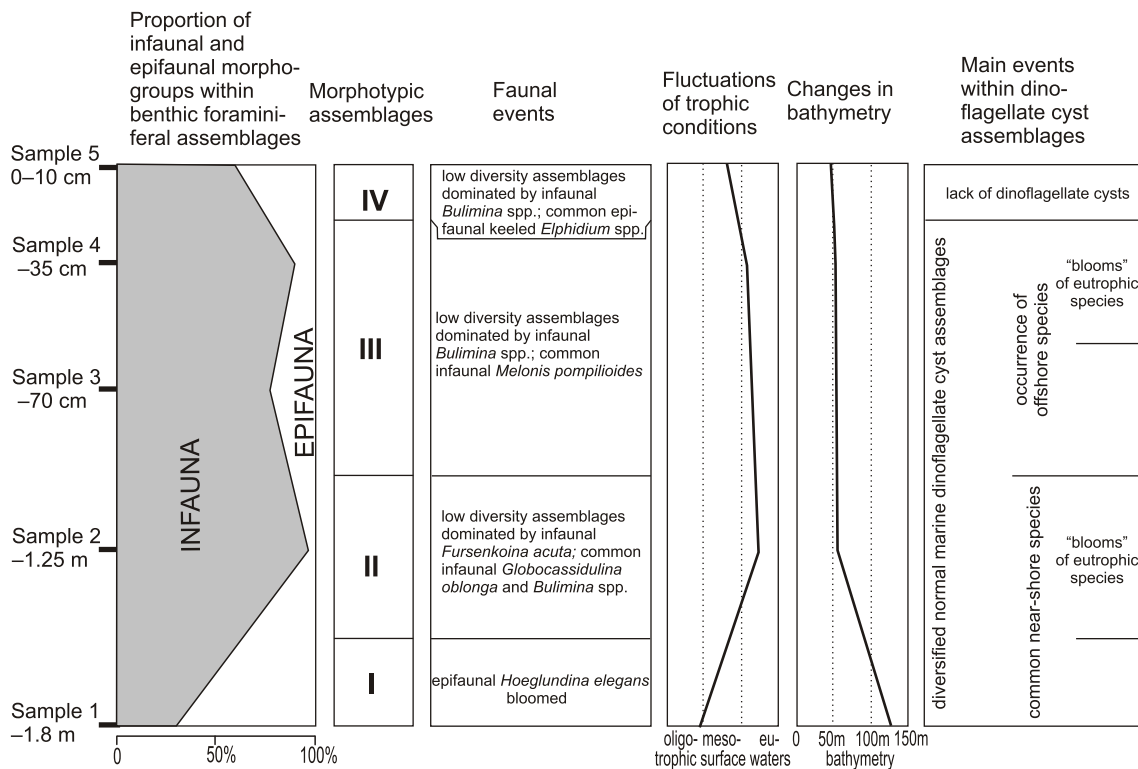 Proportion of
infaunal and
epifaunal morpho-
groups within
benthic foramini-
feral assemblages
Morphotypic
assemblages
Faunal
events
Fluctuations
of trophic
conditions
Changes in
bathymetry
Main events
within dino-
flagellate cyst
assemblages
Sample 5
0–10 cm
Sample 4
–35 cm
Sample 3
–70 cm
Sample 2
–1.25 m
Sample 1
–1.8 m
INFAUNA
EPIFAUNA
0
50%
100%
IV
III
II
I
low diversity assemblages
dominated by infaunal
Bulimina spp.; common epi-
faunal keeled Elphidium spp.
low diversity assemblages
dominated by infaunal
Bulimina spp.; common
infaunal Melonis pompilioides
low diversity assemblages
dominated by infaunal
Fursenkoina acuta; common
infaunal Globocassidulina
oblonga and Bulimina spp.
epifaunal Hoeglundina elegans
bloomed
oligo- meso- eu-
trophic surface waters
0 50m 100m 150m
bathymetry
lack of dinoflagellate cysts
diversified normal marine dinoflagellate cyst assemblages
occurrence of
offshore species
common near-shore species
“blooms”
of eutrophic
species
“blooms”
of eutrophic
species